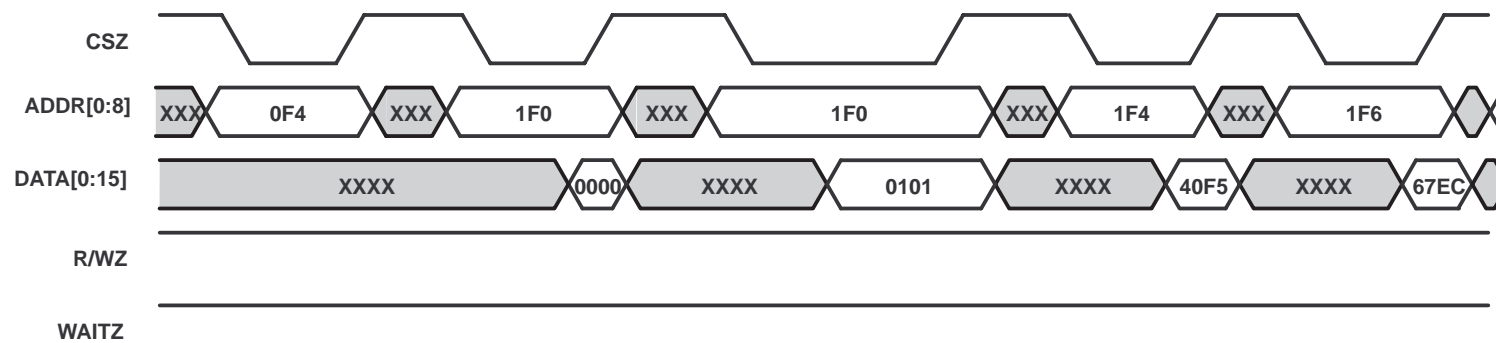 CSZ
ADDR[0:8] XXX 0F4 XXX 1F0 XXX 1F0 XXX 1F4 XXX 1F6
DATA[0:15] XXXX 0000 XXXX 0101 XXXX 40F5 XXXX 67EC
R/WZ
WAITZ